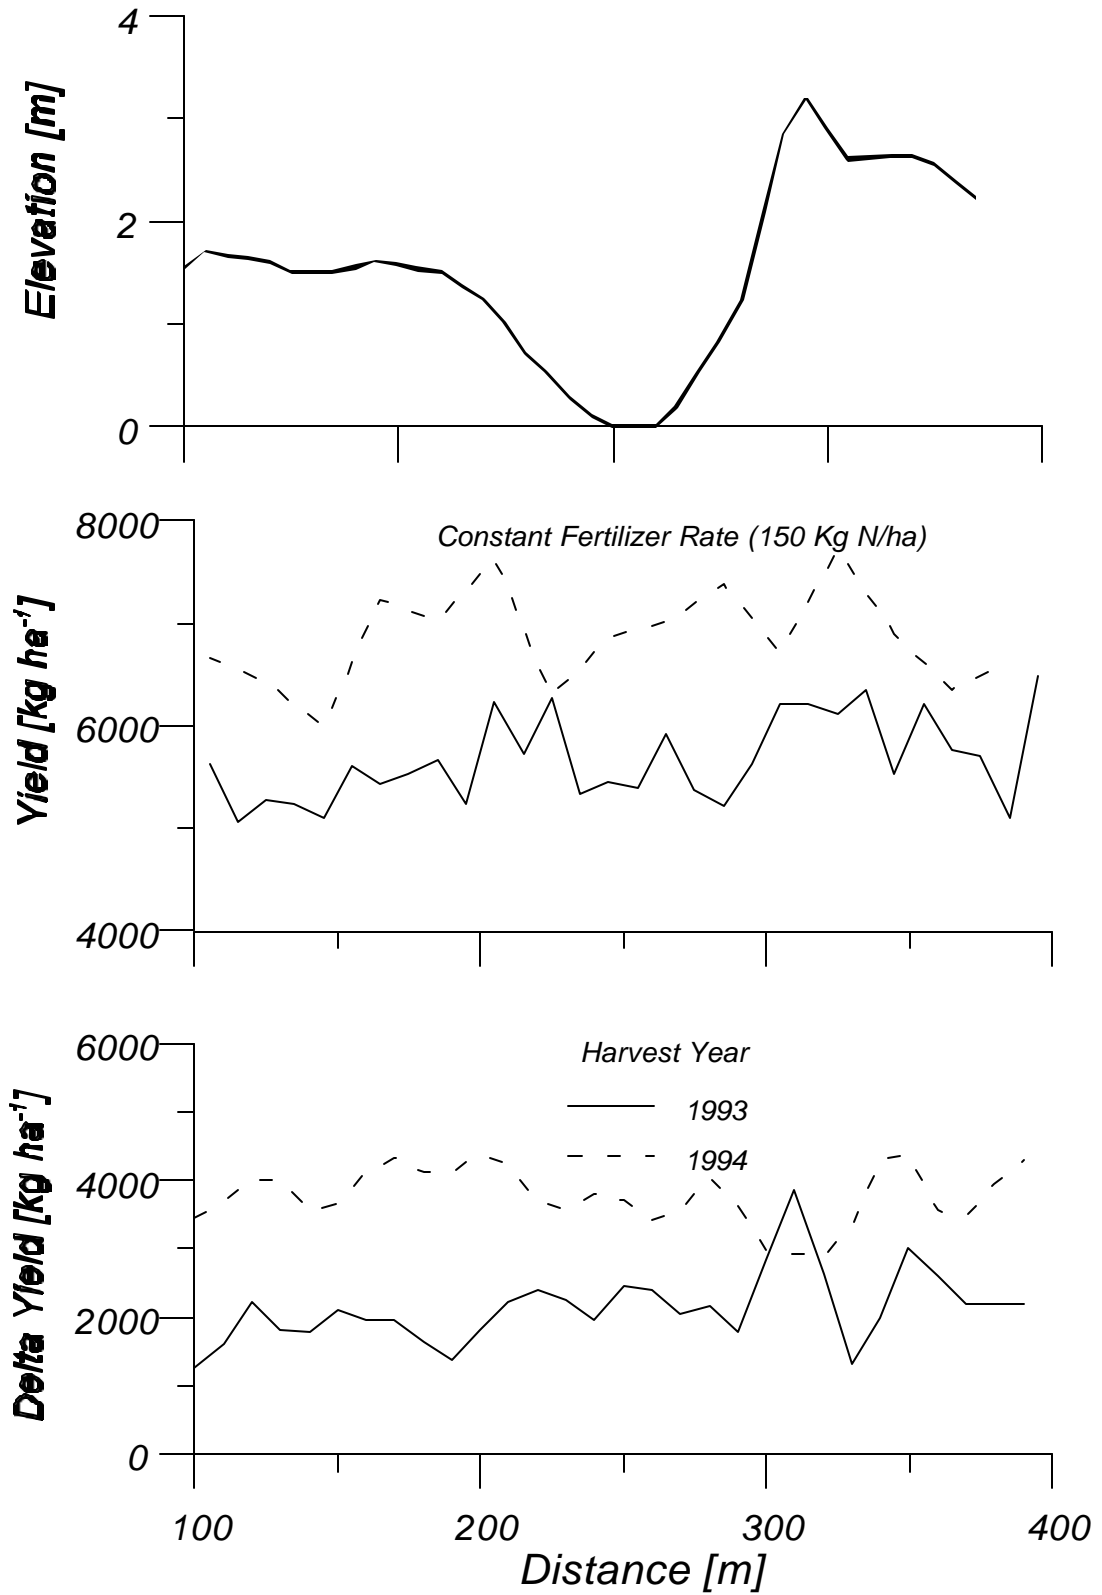 4
2
0
Elevation [m]
8000
6000
4000
Yield [kg ha⁻¹]
Constant Fertilizer Rate (150 Kg N/ha)
6000
4000
2000
0
Delta Yield [kg ha⁻¹]
Harvest Year
1993
1994
100 200 300 400
Distance [m]